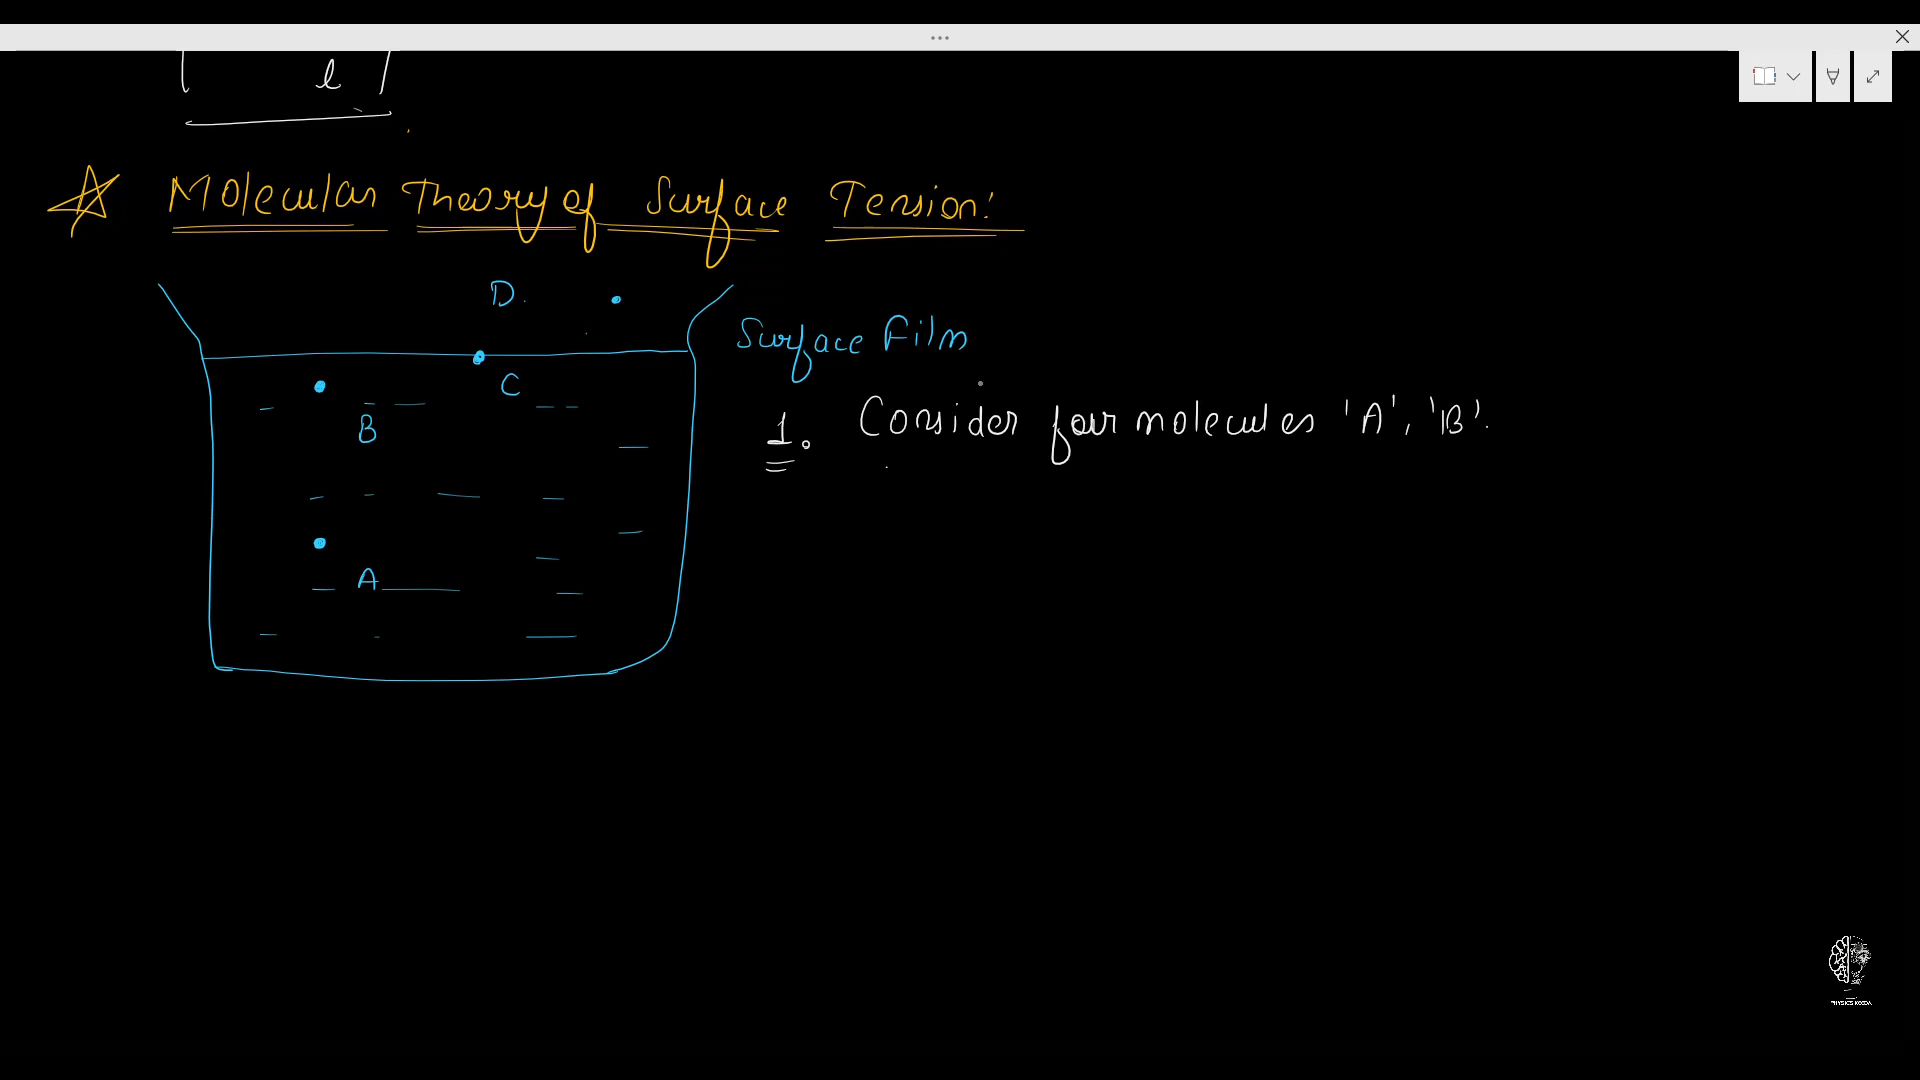 l
Molecular Theory of Surface Tension:
D.
Surface Film
C
1. Consider four molecules 'A', 'B'.
B
A